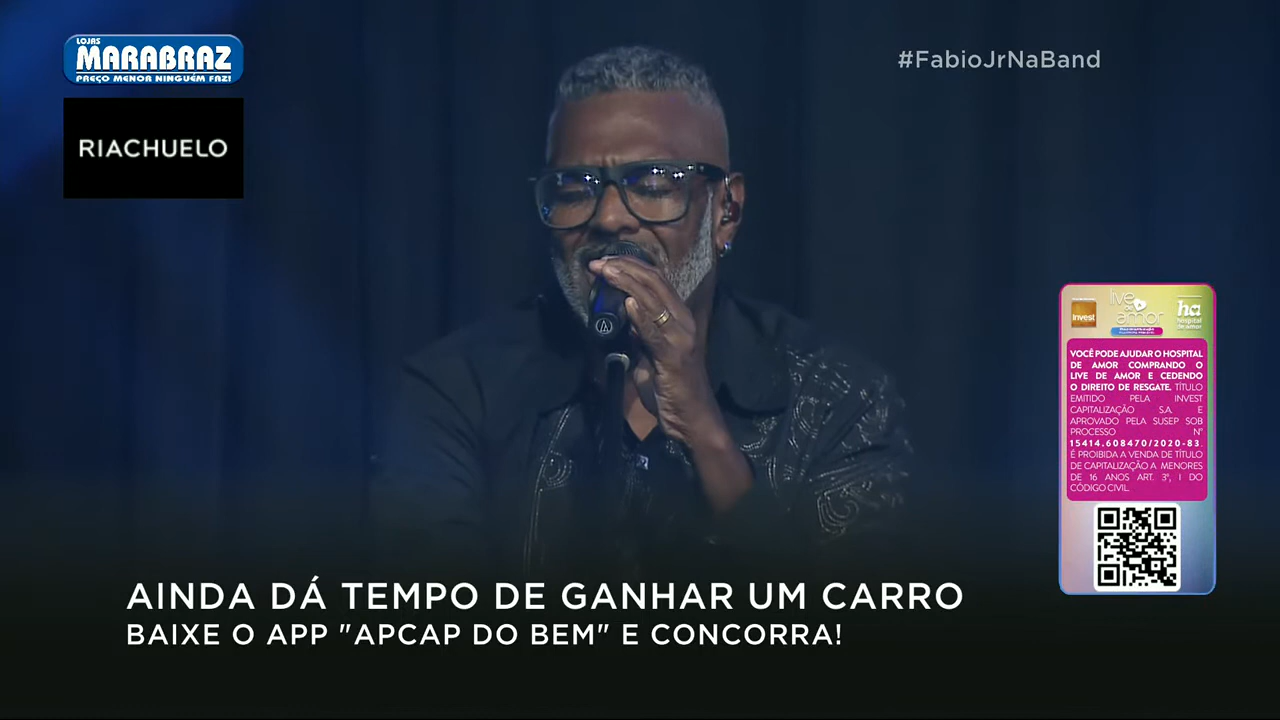 LOJAS
MARABRAZ
PREÇO MENOR NINGUÉM FAZ!
RIACHUELO
#FabioJrNaBand
invest
live de amor
ha
hospital
de amor
VOCÊ PODE AJUDAR O HOSPITAL
DE AMOR COMPRANDO O
LIVE DE AMOR E CEDENDO
O DIREITO DE RESGATE. TÍTULO
EMITIDO PELA INVEST
CAPITALIZAÇÃO S.A. E
APROVADO PELA SUSEP SOB
PROCESSO N°
15414.608470/2020-83.
É PROIBIDA A VENDA DE TÍTULO
DE CAPITALIZAÇÃO A MENORES
DE 16 ANOS ART. 3°, I DO
CÓDIGO CIVIL.
AINDA DÁ TEMPO DE GANHAR UM CARRO
BAIXE O APP "APCAP DO BEM" E CONCORRA!